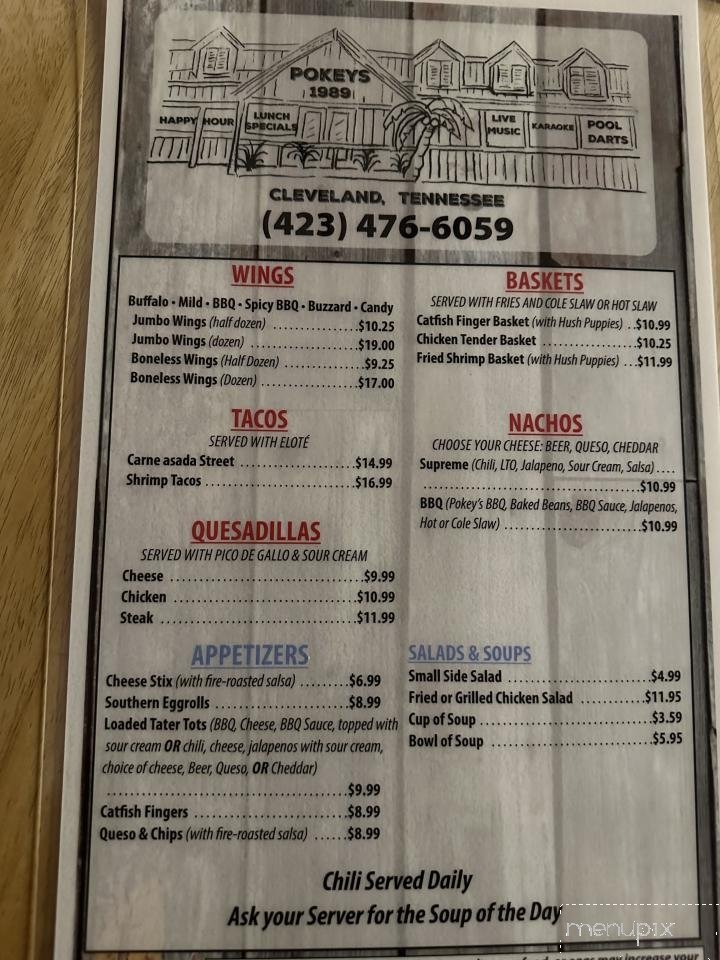 POKEYS
1989
HAPPY HOUR
LUNCH SPECIALS
LIVE MUSIC
KARAOKE
POOL DARTS
CLEVELAND, TENNESSEE
(423) 476-6059
WINGS
Buffalo • Mild • BBQ • Spicy BBQ • Buzzard • Candy
Jumbo Wings (half dozen) ..................$10.25
Jumbo Wings (dozen) ........................$19.00
Boneless Wings (Half Dozen) .................$9.25
Boneless Wings (Dozen) .....................$17.00
TACOS
SERVED WITH ELOTÉ
Carne asada Street .........................$14.99
Shrimp Tacos ................................$16.99
QUESADILLAS
SERVED WITH PICO DE GALLO & SOUR CREAM
Cheese .......................................$9.99
Chicken .....................................$10.99
Steak ........................................$11.99
APPETIZERS
Cheese Stix (with fire-roasted salsa) .........$6.99
Southern Eggrolls ............................$8.99
Loaded Tater Tots (BBQ, Cheese, BBQ Sauce, topped with
sour cream OR chili, cheese, jalapenos with sour cream,
choice of cheese, Beer, Queso, OR Cheddar)
..................................................$9.99
Catfish Fingers ................................$8.99
Queso & Chips (with fire-roasted salsa) ......$8.99
BASKETS
SERVED WITH FRIES AND COLE SLAW OR HOT SLAW
Catfish Finger Basket (with Hush Puppies) ..$10.99
Chicken Tender Basket .......................$10.25
Fried Shrimp Basket (with Hush Puppies) ...$11.99
NACHOS
CHOOSE YOUR CHEESE: BEER, QUESO, CHEDDAR
Supreme (Chili, LTO, Jalapeno, Sour Cream, Salsa) ....
.............................................$10.99
BBQ (Pokey's BBQ, Baked Beans, BBQ Sauce, Jalapenos,
Hot or Cole Slaw) .............................$10.99
SALADS & SOUPS
Small Side Salad ...............................$4.99
Fried or Grilled Chicken Salad .............$11.95
Cup of Soup ....................................$3.59
Bowl of Soup ...................................$5.95
Chili Served Daily
Ask your Server for the Soup of the Day
menupix
may increase your